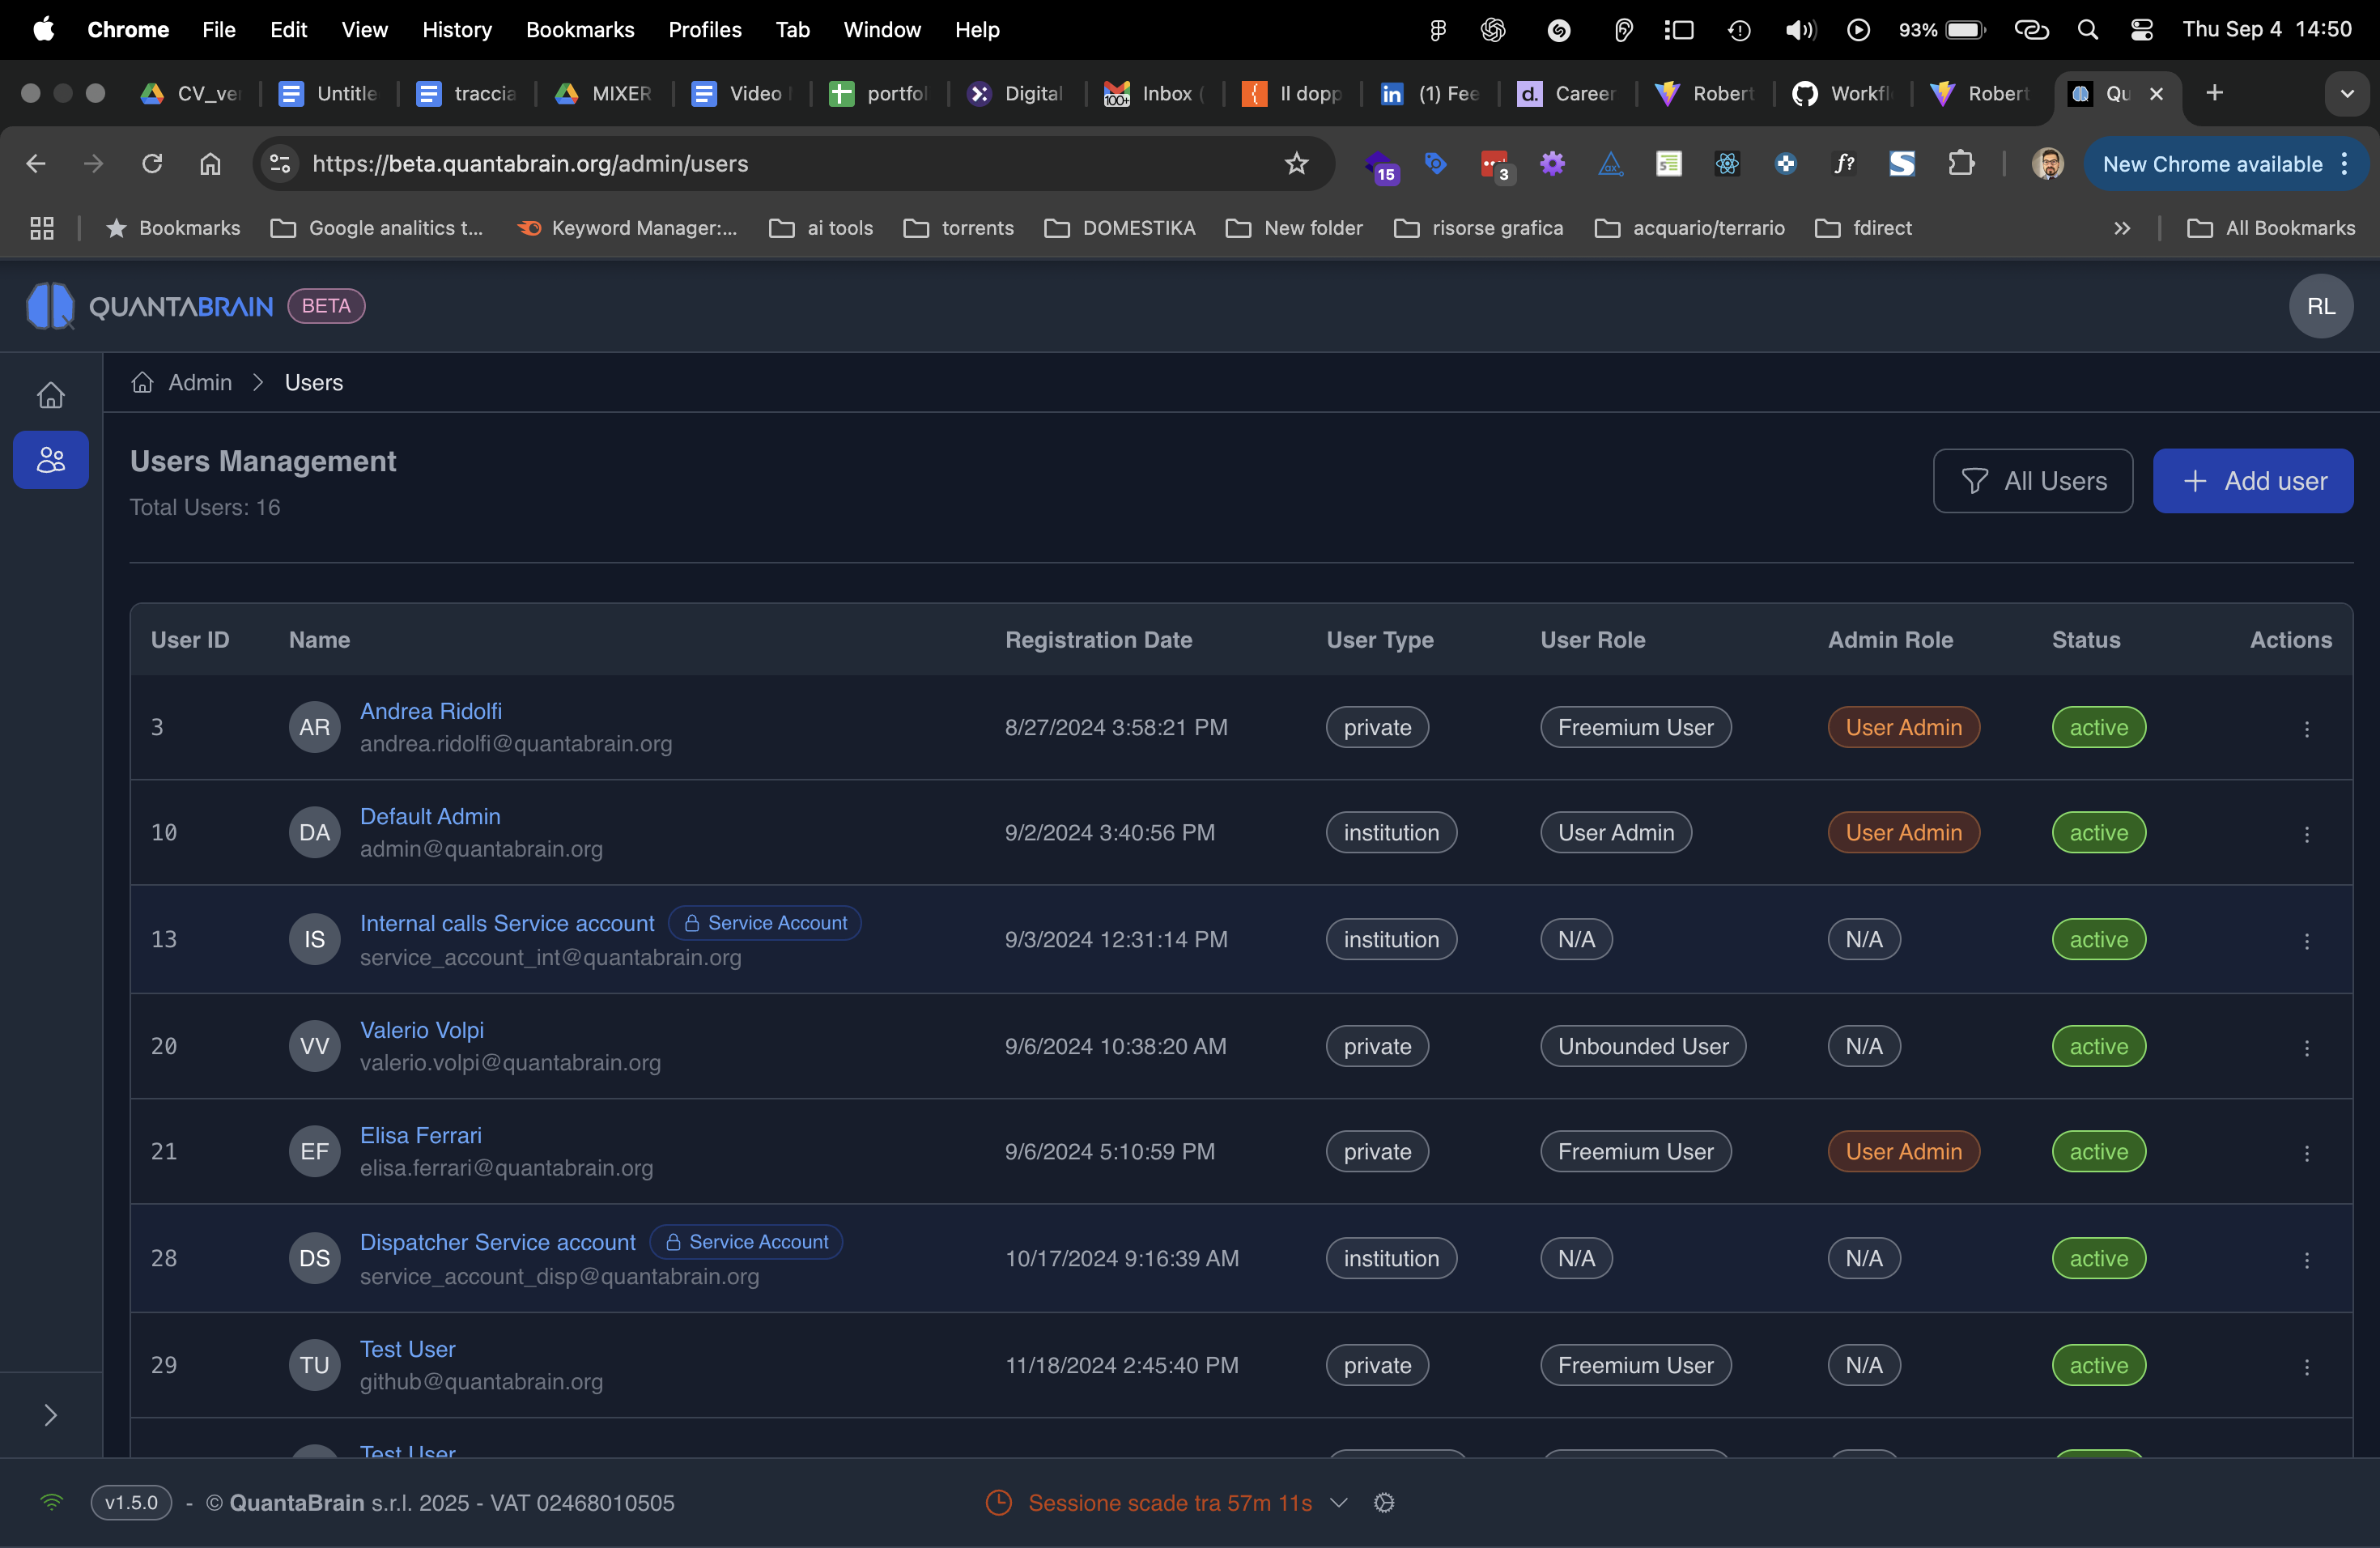 Chrome File Edit View History Bookmarks Profiles Tab Window Help 93% Thu Sep 4 14:50
CV_ver Untitle traccia MIXER Video portfol Digital Inbox ( Il dopp (1) Fee Career Robert Workfl Robert Qu
https://beta.quantabrain.org/admin/users 15 3 f? New Chrome available
Bookmarks Google analitics t... Keyword Manager:... ai tools torrents DOMESTIKA New folder risorse grafica acquario/terrario fdirect All Bookmarks
QUANTABRAIN BETA RL
Admin Users
Users Management
Total Users: 16
All Users Add user
User ID Name Registration Date User Type User Role Admin Role Status Actions
3 AR Andrea Ridolfi 8/27/2024 3:58:21 PM private Freemium User User Admin active
andrea.ridolfi@quantabrain.org
10 DA Default Admin 9/2/2024 3:40:56 PM institution User Admin User Admin active
admin@quantabrain.org
13 IS Internal calls Service account Service Account 9/3/2024 12:31:14 PM institution N/A N/A active
service_account_int@quantabrain.org
20 VV Valerio Volpi 9/6/2024 10:38:20 AM private Unbounded User N/A active
valerio.volpi@quantabrain.org
21 EF Elisa Ferrari 9/6/2024 5:10:59 PM private Freemium User User Admin active
elisa.ferrari@quantabrain.org
28 DS Dispatcher Service account Service Account 10/17/2024 9:16:39 AM institution N/A N/A active
service_account_disp@quantabrain.org
29 TU Test User 11/18/2024 2:45:40 PM private Freemium User N/A active
github@quantabrain.org
Test User
v1.5.0 - © QuantaBrain s.r.l. 2025 - VAT 02468010505 Sessione scade tra 57m 11s